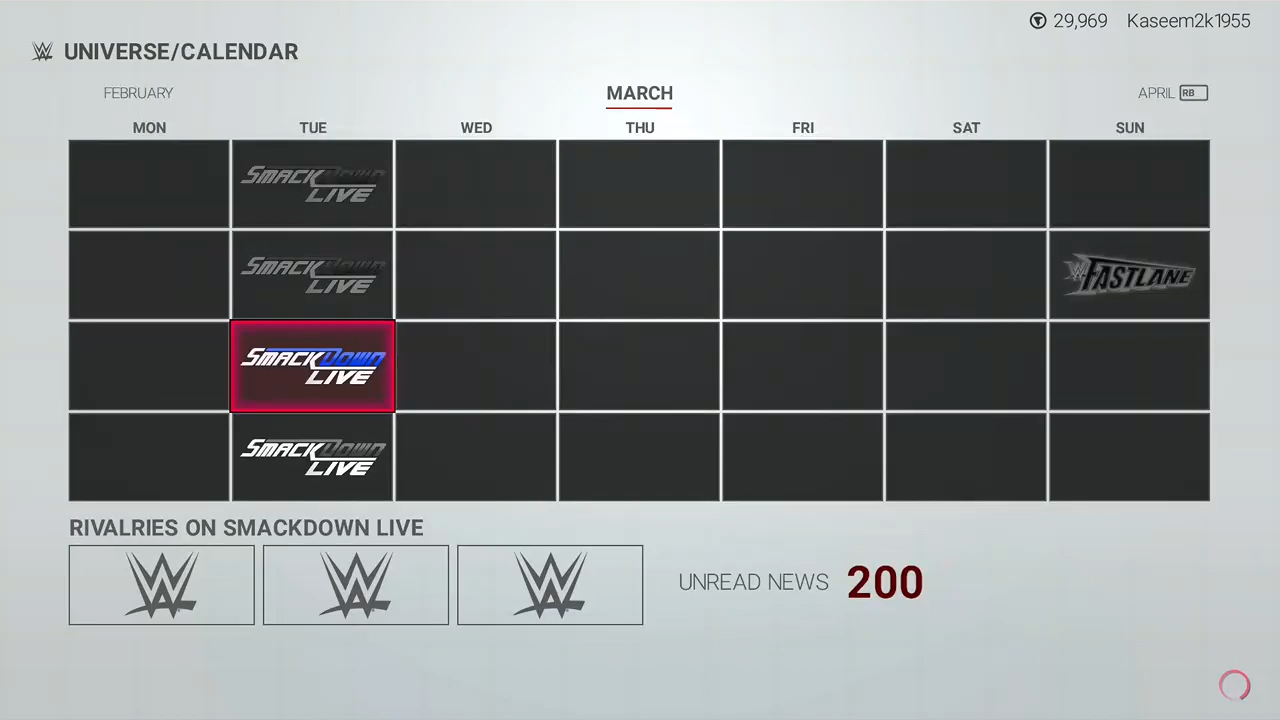 29,969 Kaseem2k1955
UNIVERSE/CALENDAR
FEBRUARY MARCH APRIL RB
MON TUE WED THU FRI SAT SUN
SMACKDOWN
LIVE
SMACKDOWN
LIVE
W FASTLANE
SMACKDOWN
LIVE
SMACKDOWN
LIVE
RIVALRIES ON SMACKDOWN LIVE
UNREAD NEWS 200